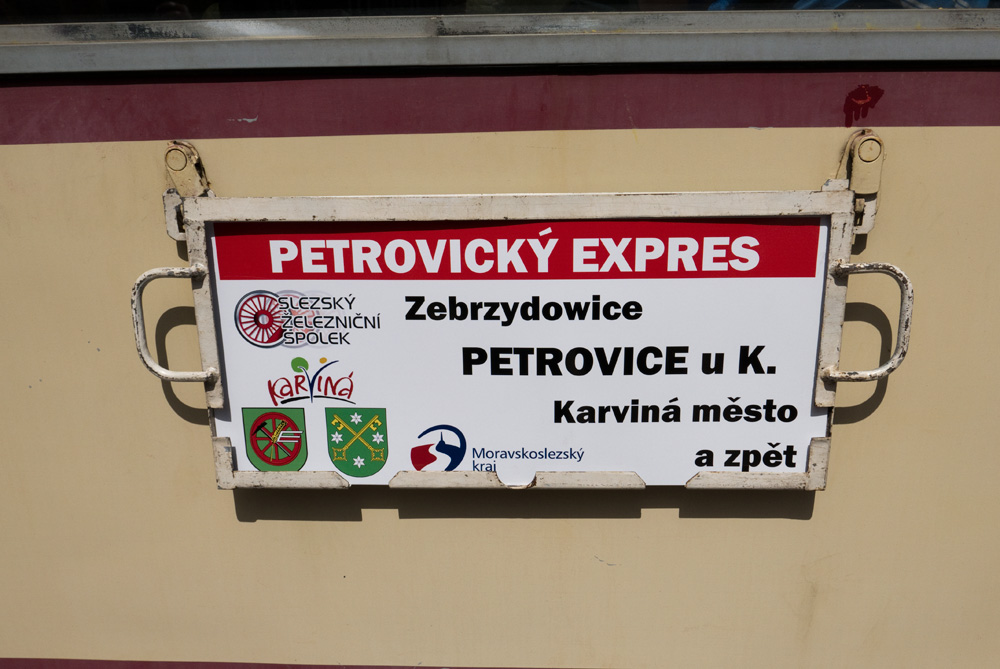 PETROVICKÝ EXPRES
SLEZSKÝ
ŽELEZNIČNÍ
SPOLEK
Zebrzydowice
PETROVICE u K.
Karviná
Karviná město
Moravskoslezský
kraj
a zpět